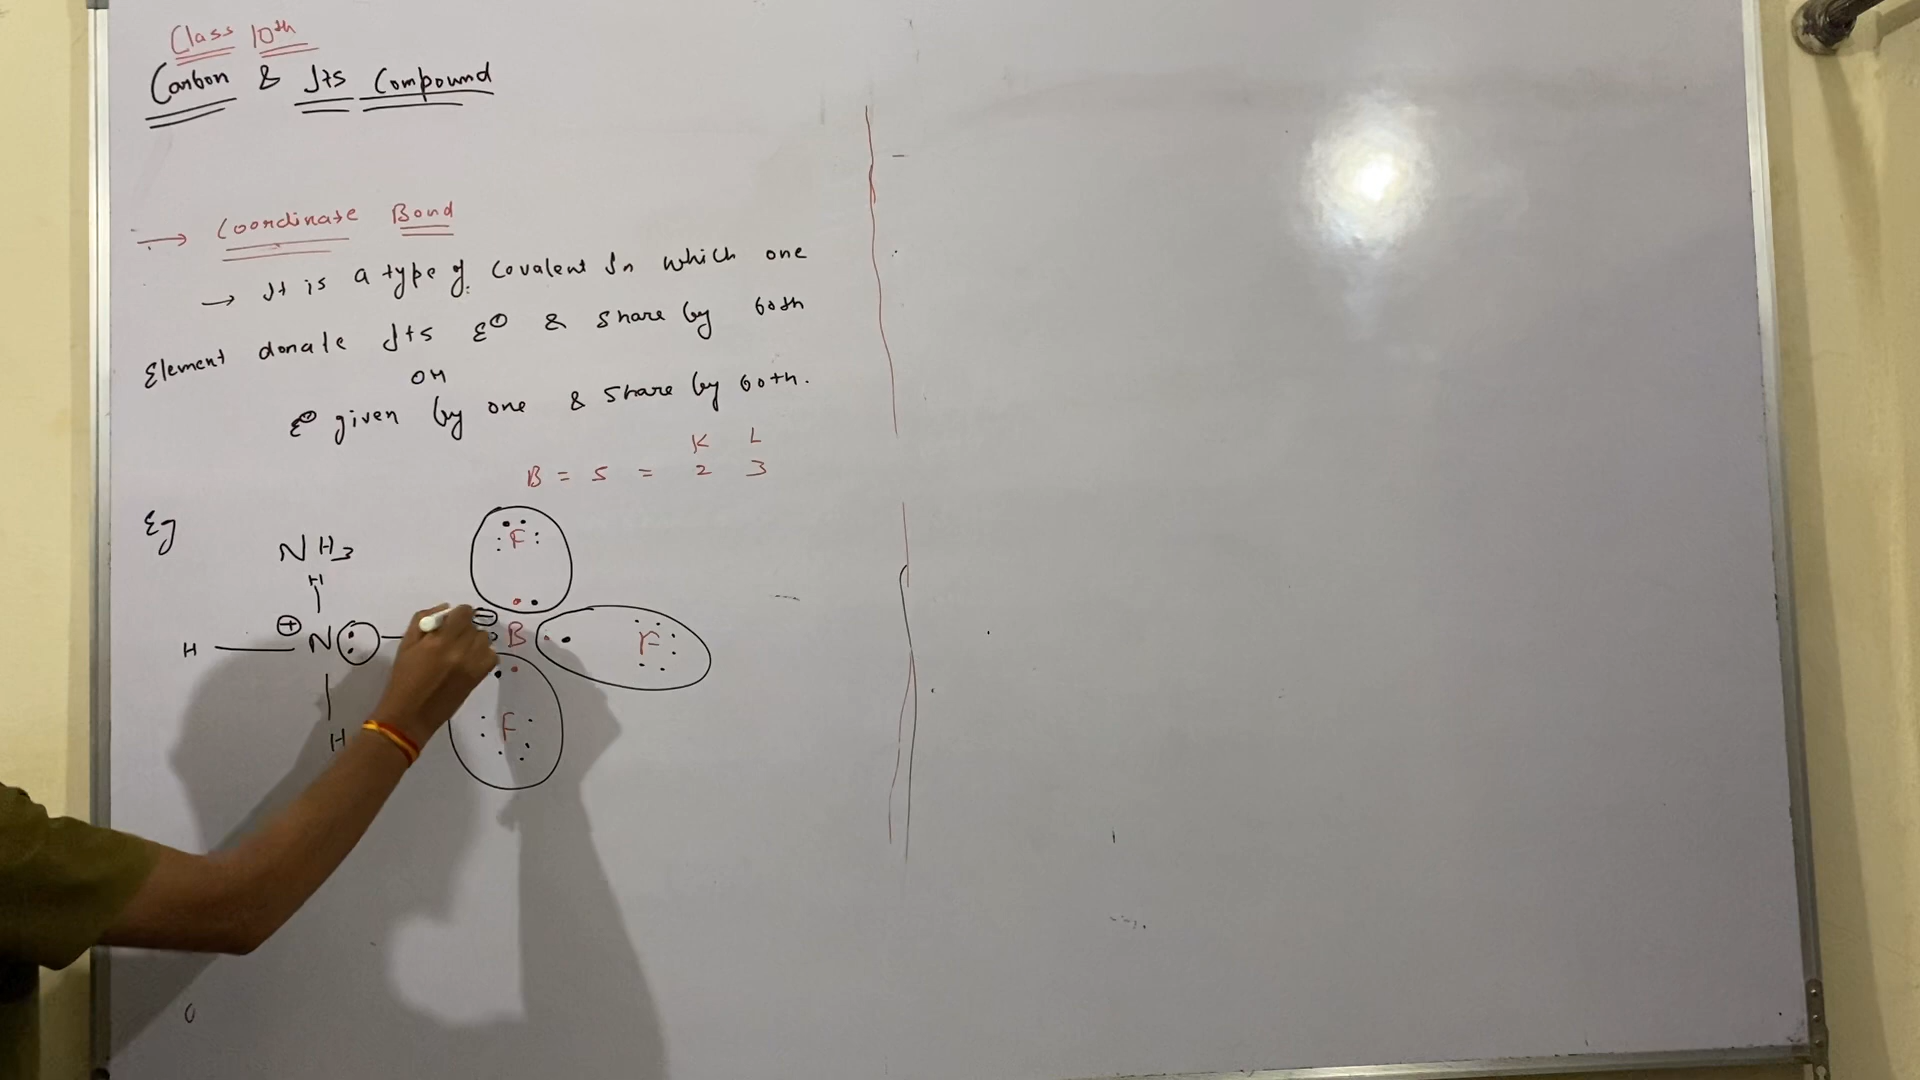 Class 10th
Carbon & Its Compound
→ Coordinate Bond
→ It is a type of covalent In which one
Element donate Its e⊖ & share by both
OR
e⊖ given by one & share by both.
K L
B = 5 = 2 3
Eg
NH3
H
H ⊕ N : ⊖ B
H
F
F
F